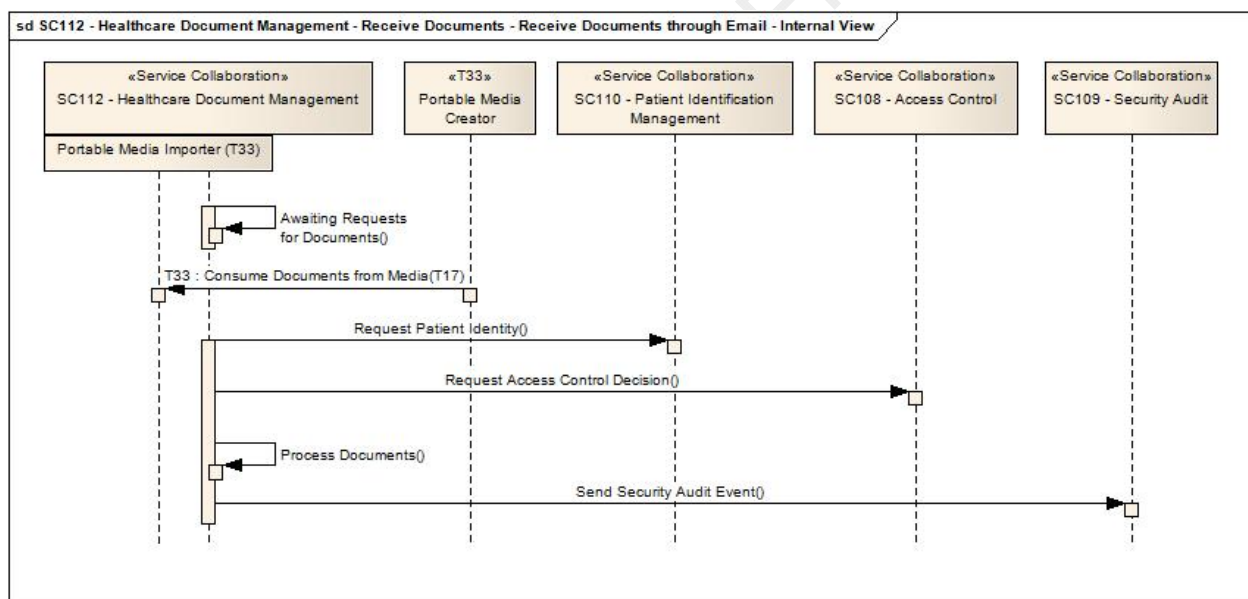 sd SC112 - Healthcare Document Management - Receive Documents - Receive Documents through Email - Internal View
«Service Collaboration»
SC112 - Healthcare Document Management
«T33»
Portable Media
Creator
«Service Collaboration»
SC110 - Patient Identification
Management
«Service Collaboration»
SC108 - Access Control
«Service Collaboration»
SC109 - Security Audit
Portable Media Importer (T33)
Awaiting Requests
for Documents()
T33 : Consume Documents from Media(T17)
Request Patient Identity()
Request Access Control Decision()
Process Documents()
Send Security Audit Event()